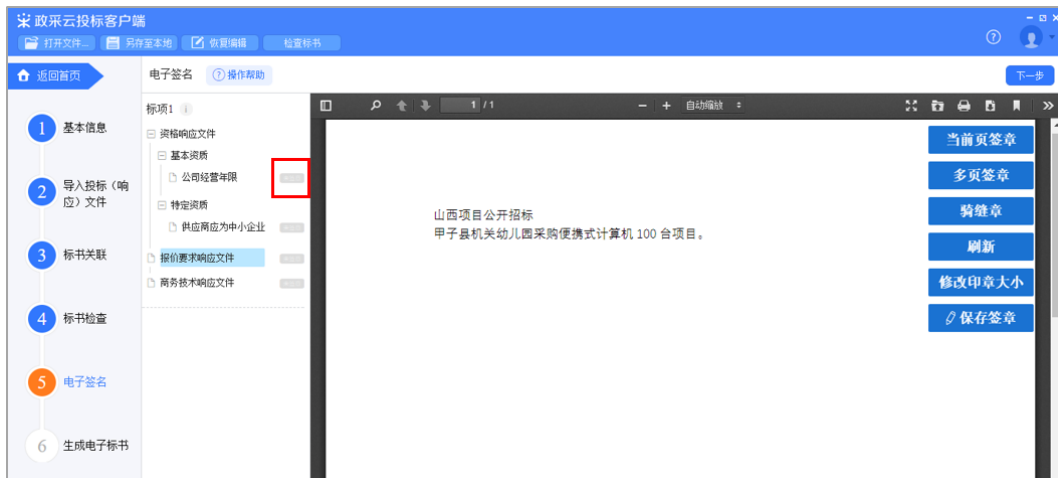 政采云投标客户端
打开文件... 另存至本地 恢复编辑 检查标书
返回首页 电子签名 操作帮助 下一步
1 基本信息
2 导入投标（响
应）文件
3 标书关联
4 标书检查
5 电子签名
6 生成电子标书
标项1
资格响应文件
基本资质
公司经营年限
特定资质
供应商应为中小企业
报价要求响应文件
商务技术响应文件
1 / 1 自动缩放
山西项目公开招标
甲子县机关幼儿园采购便携式计算机 100 台项目。
当前页签章
多页签章
骑缝章
刷新
修改印章大小
保存签章